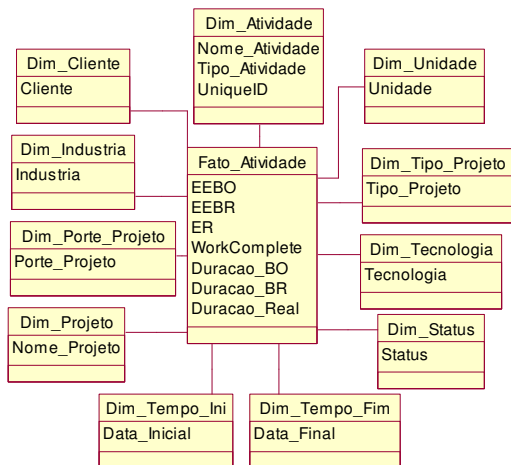 Dim_Atividade
Nome_Atividade
Tipo_Atividade
UniqueID
Dim_Cliente
Cliente
Dim_Unidade
Unidade
Dim_Industria
Industria
Fato_Atividade
EEBO
EEBR
ER
WorkComplete
Duracao_BO
Duracao_BR
Duracao_Real
Dim_Tipo_Projeto
Tipo_Projeto
Dim_Porte_Projeto
Porte_Projeto
Dim_Tecnologia
Tecnologia
Dim_Projeto
Nome_Projeto
Dim_Status
Status
Dim_Tempo_Ini
Data_Inicial
Dim_Tempo_Fim
Data_Final